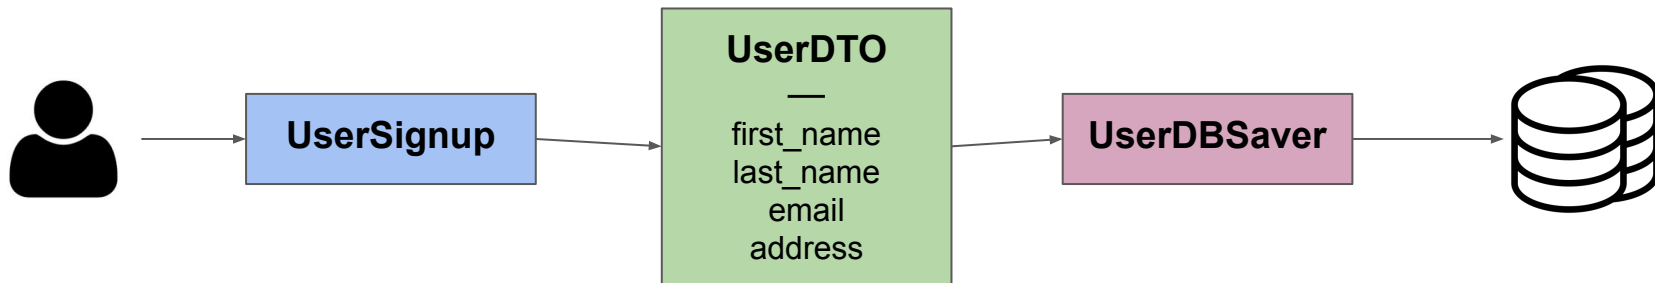 UserSignup
UserDTO
—
first_name
last_name
email
address
UserDBSaver